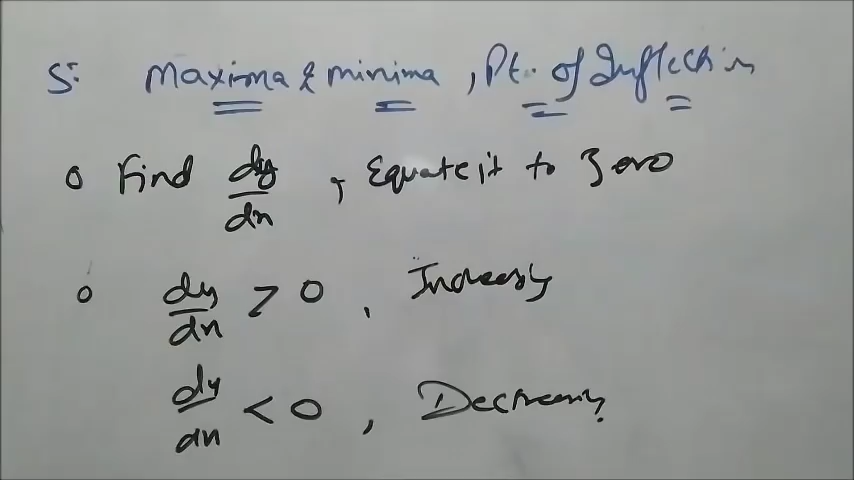 S: Maxima & minima, Pt. of Inflection
o Find dy/dx, Equate it to Zero
o dy/dx > 0, Increasing
dy/dx < 0, Decreasing